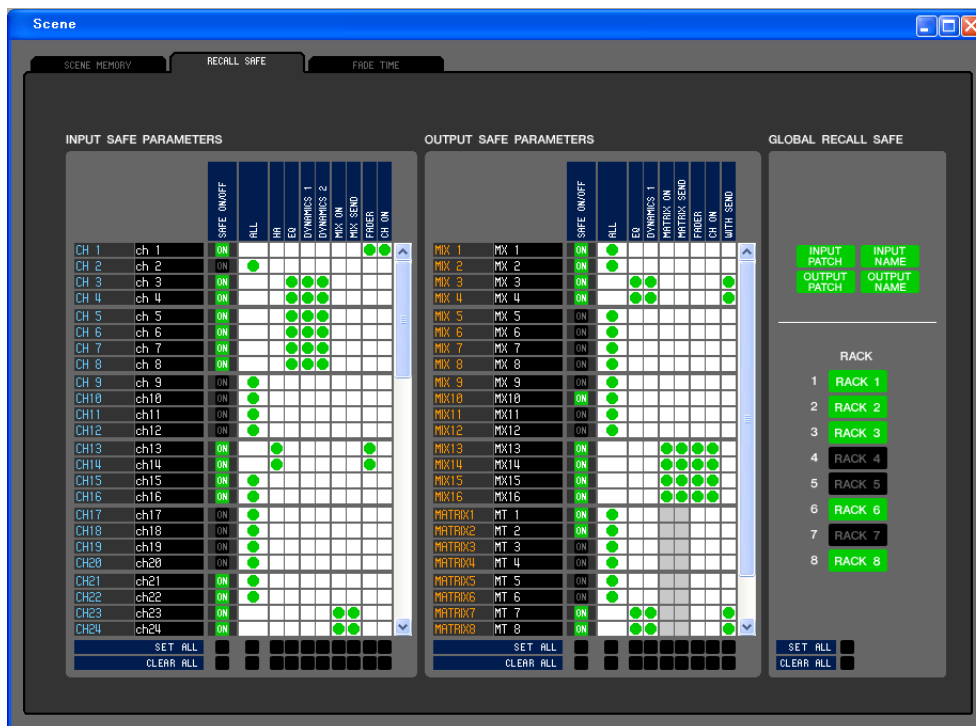 Scene
SCENE MEMORY
RECALL SAFE
FADE TIME
INPUT SAFE PARAMETERS
SAFE ON/OFF
ALL
HA
EQ
DYNAMICS 1
DYNAMICS 2
MIX ON
MIX SEND
FADER
CH ON
CH 1 ch 1 ON
CH 2 ch 2 ON
CH 3 ch 3 ON
CH 4 ch 4 ON
CH 5 ch 5 ON
CH 6 ch 6 ON
CH 7 ch 7 ON
CH 8 ch 8 ON
CH 9 ch 9 ON
CH10 ch10 ON
CH11 ch11 ON
CH12 ch12 ON
CH13 ch13 ON
CH14 ch14 ON
CH15 ch15 ON
CH16 ch16 ON
CH17 ch17 ON
CH18 ch18 ON
CH19 ch19 ON
CH20 ch20 ON
CH21 ch21 ON
CH22 ch22 ON
CH23 ch23 ON
CH24 ch24 ON
SET ALL
CLEAR ALL
OUTPUT SAFE PARAMETERS
SAFE ON/OFF
ALL
EQ
DYNAMICS 1
MATRIX ON
MATRIX SEND
FADER
CH ON
WITH SEND
MIX 1 MX 1 ON
MIX 2 MX 2 ON
MIX 3 MX 3 ON
MIX 4 MX 4 ON
MIX 5 MX 5 ON
MIX 6 MX 6 ON
MIX 7 MX 7 ON
MIX 8 MX 8 ON
MIX 9 MX 9 ON
MIX10 MX10 ON
MIX11 MX11 ON
MIX12 MX12 ON
MIX13 MX13 ON
MIX14 MX14 ON
MIX15 MX15 ON
MIX16 MX16 ON
MATRIX1 MT 1 ON
MATRIX2 MT 2 ON
MATRIX3 MT 3 ON
MATRIX4 MT 4 ON
MATRIX5 MT 5 ON
MATRIX6 MT 6 ON
MATRIX7 MT 7 ON
MATRIX8 MT 8 ON
SET ALL
CLEAR ALL
GLOBAL RECALL SAFE
INPUT PATCH
INPUT NAME
OUTPUT PATCH
OUTPUT NAME
RACK
1 RACK 1
2 RACK 2
3 RACK 3
4 RACK 4
5 RACK 5
6 RACK 6
7 RACK 7
8 RACK 8
SET ALL
CLEAR ALL